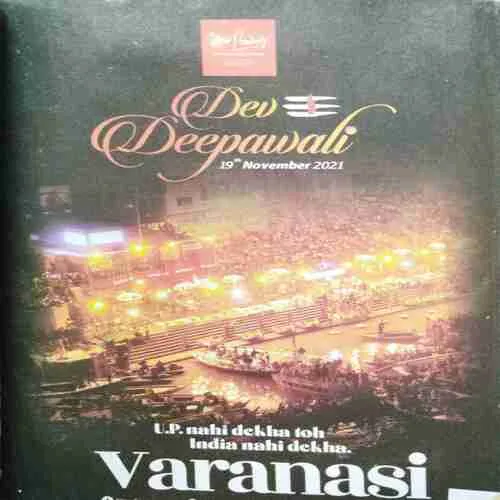 Dev
Deepawali
19th November 2021
U.P. nahi dekha toh
India nahi dekha.
Varanasi